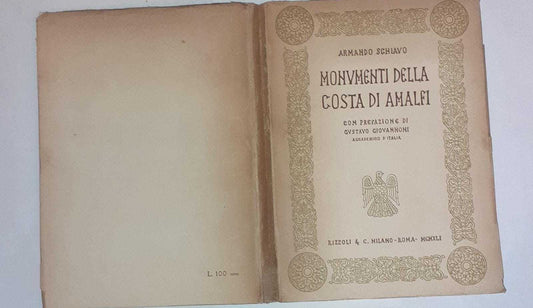 ARMANDO SCHIAVO
MONVMENTI DELLA
COSTA DI AMALFI
CON PREFAZIONE DI
GVSTAVO GIOVANNONI
ACCADEMICO D'ITALIA
RIZZOLI & C. MILANO-ROMA-MCMXLI
L. 100